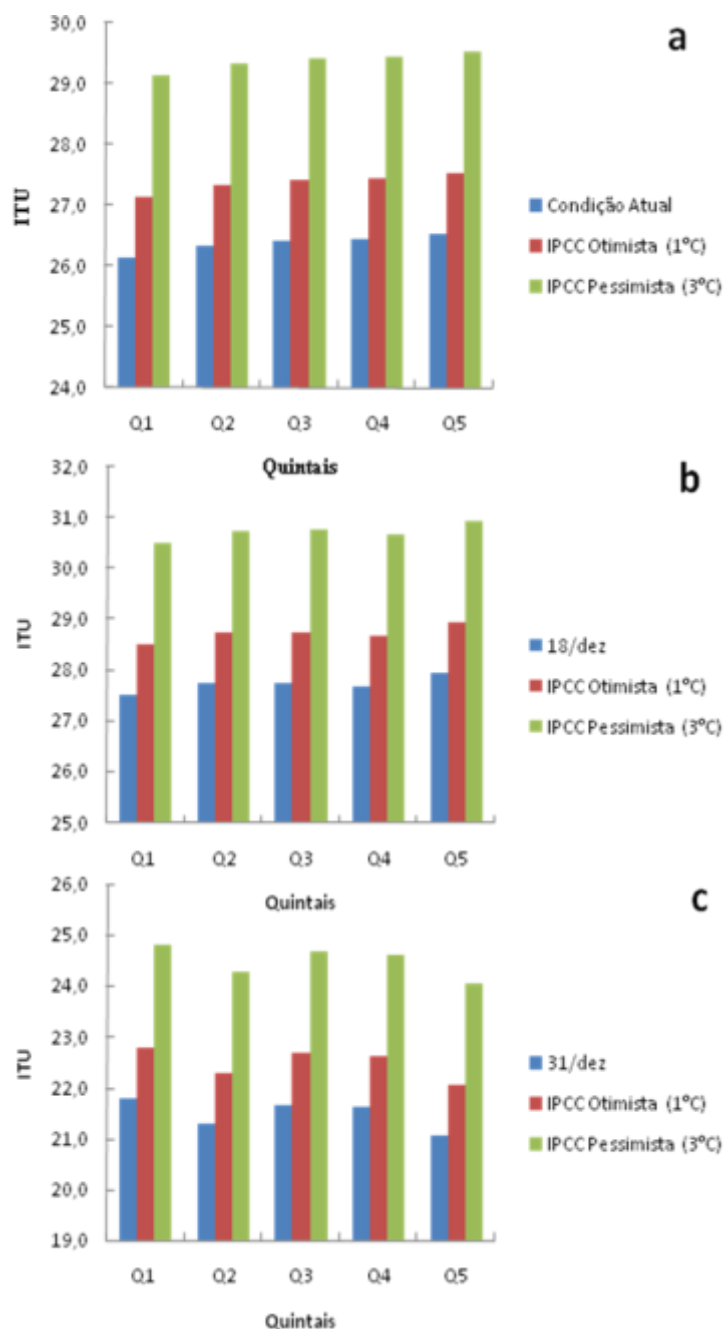 a
30,0
29,0
28,0
27,0
26,0
25,0
24,0
ITU
Q1 Q2 Q3 Q4 Q5
Quintais
Condição Atual
IPCC Otimista (1°C)
IPCC Pessimista (3°C)
b
32,0
31,0
30,0
29,0
28,0
27,0
26,0
25,0
ITU
Q1 Q2 Q3 Q4 Q5
Quintais
18/dez
IPCC Otimista (1°C)
IPCC Pessimista (3°C)
c
26,0
25,0
24,0
23,0
22,0
21,0
20,0
19,0
ITU
Q1 Q2 Q3 Q4 Q5
Quintais
31/dez
IPCC Otimista (1°C)
IPCC Pessimista (3°C)